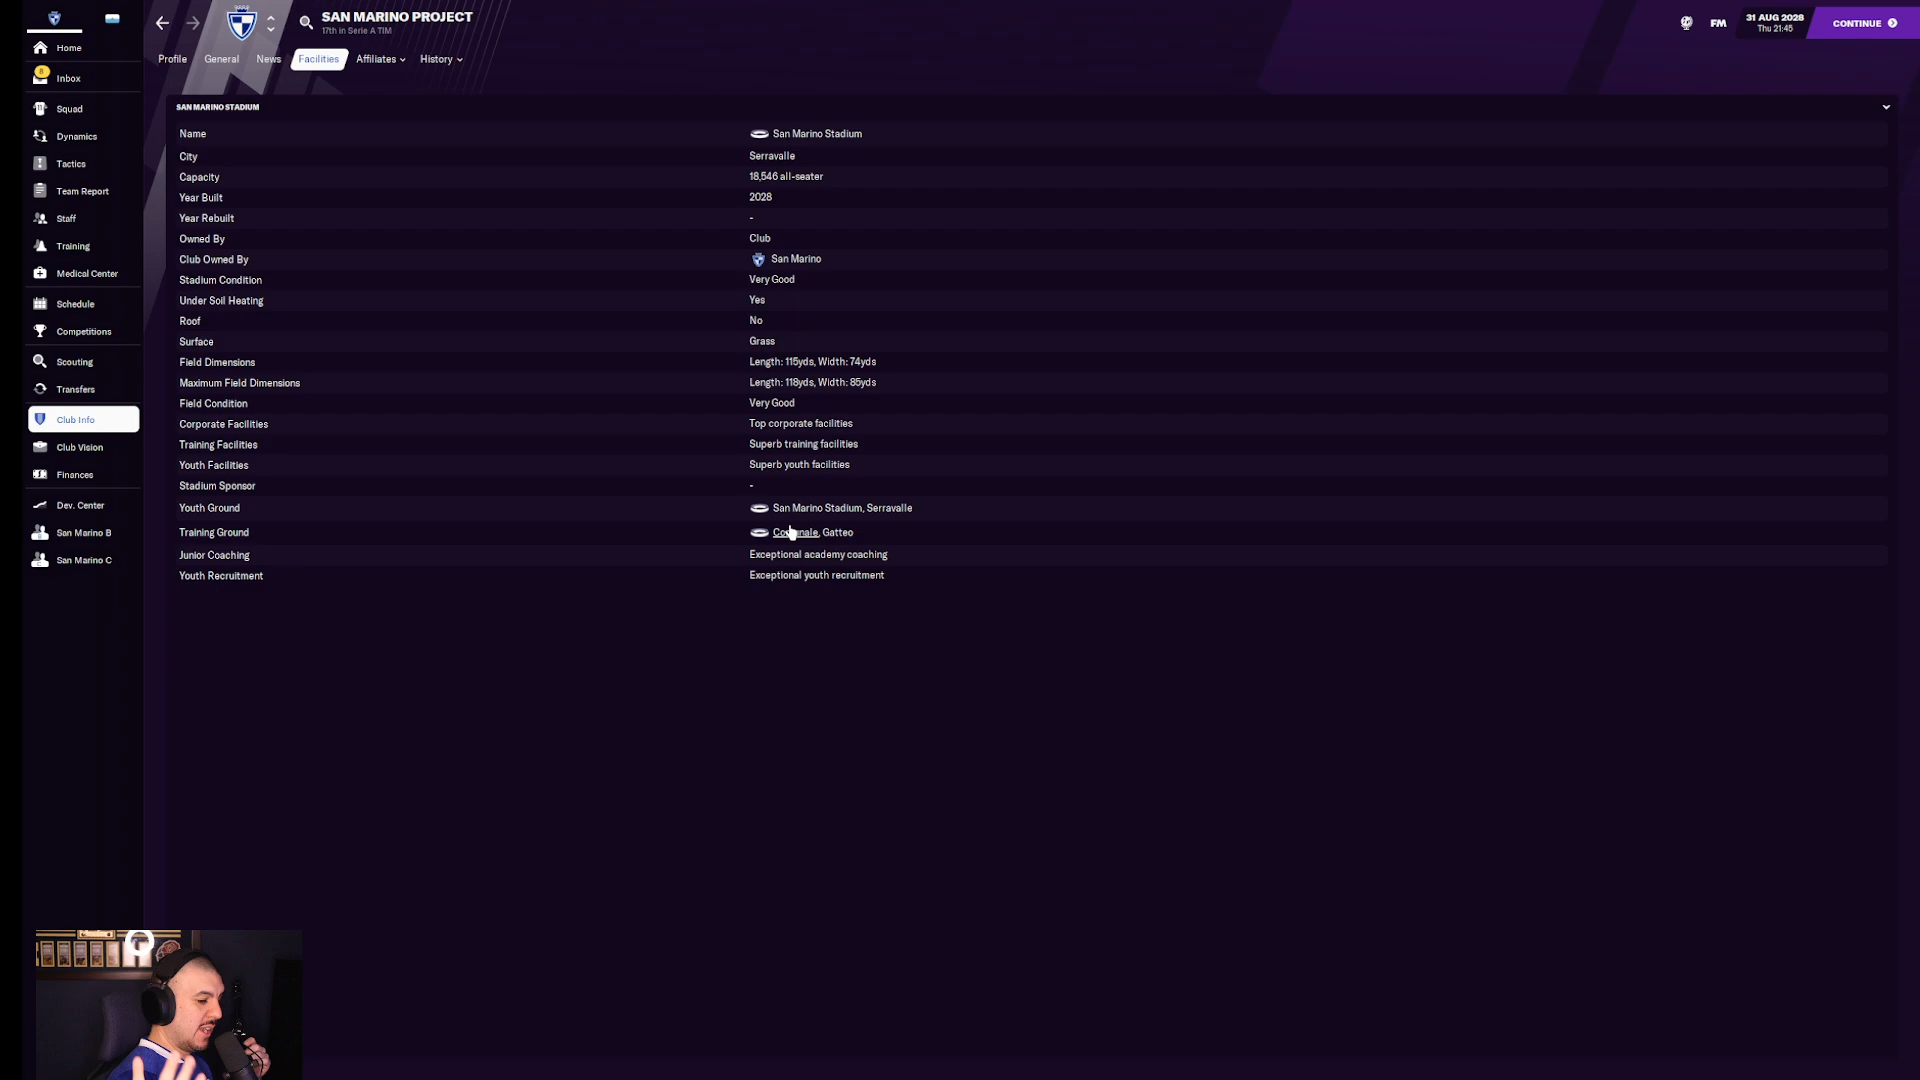 SAN MARINO PROJECT
17th in Serie A TIM
FM
31 AUG 2028
Thu 21:45
CONTINUE
Profile
General
News
Facilities
Affiliates
History
Home
8
Inbox
Squad
Dynamics
Tactics
Team Report
Staff
Training
Medical Center
Schedule
Competitions
Scouting
Transfers
Club Info
Club Vision
Finances
Dev. Center
San Marino B
San Marino C
SAN MARINO STADIUM
Name San Marino Stadium
City Serravalle
Capacity 18,546 all-seater
Year Built 2028
Year Rebuilt -
Owned By Club
Club Owned By San Marino
Stadium Condition Very Good
Under Soil Heating Yes
Roof No
Surface Grass
Field Dimensions Length: 115yds, Width: 74yds
Maximum Field Dimensions Length: 118yds, Width: 85yds
Field Condition Very Good
Corporate Facilities Top corporate facilities
Training Facilities Superb training facilities
Youth Facilities Superb youth facilities
Stadium Sponsor -
Youth Ground San Marino Stadium, Serravalle
Training Ground Gatteo
Junior Coaching Exceptional academy coaching
Youth Recruitment Exceptional youth recruitment